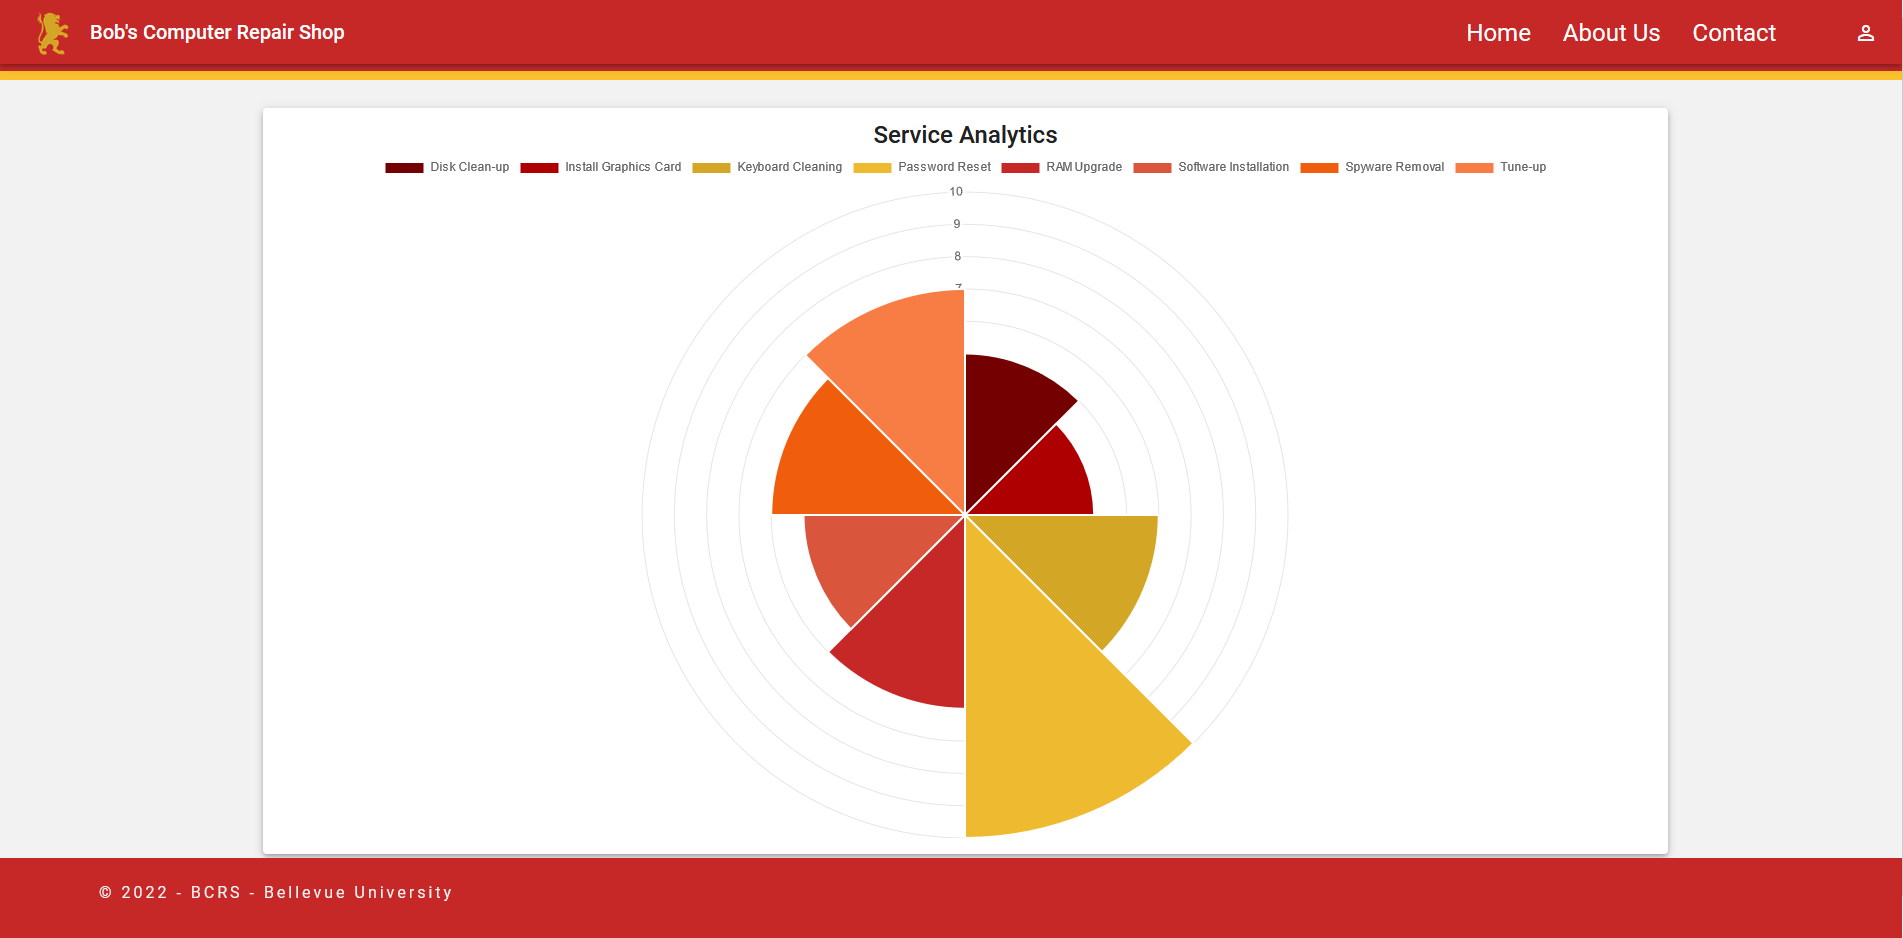 Bob's Computer Repair Shop
Home About Us Contact
Service Analytics
Disk Clean-up Install Graphics Card Keyboard Cleaning Password Reset RAM Upgrade Software Installation Spyware Removal Tune-up
10
9
8
© 2022 - BCRS - Bellevue University